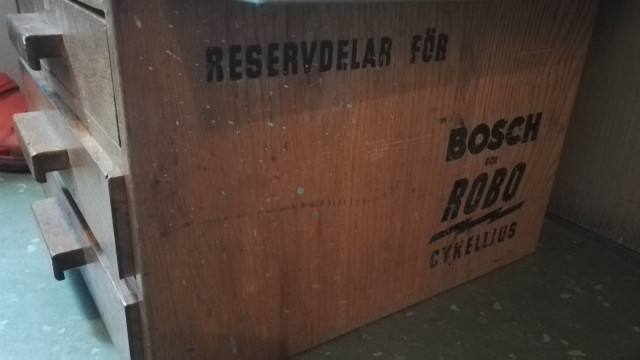 RESERVDELAR FÖR
BOSCH
OCH
ROBO
CYKELLJUS